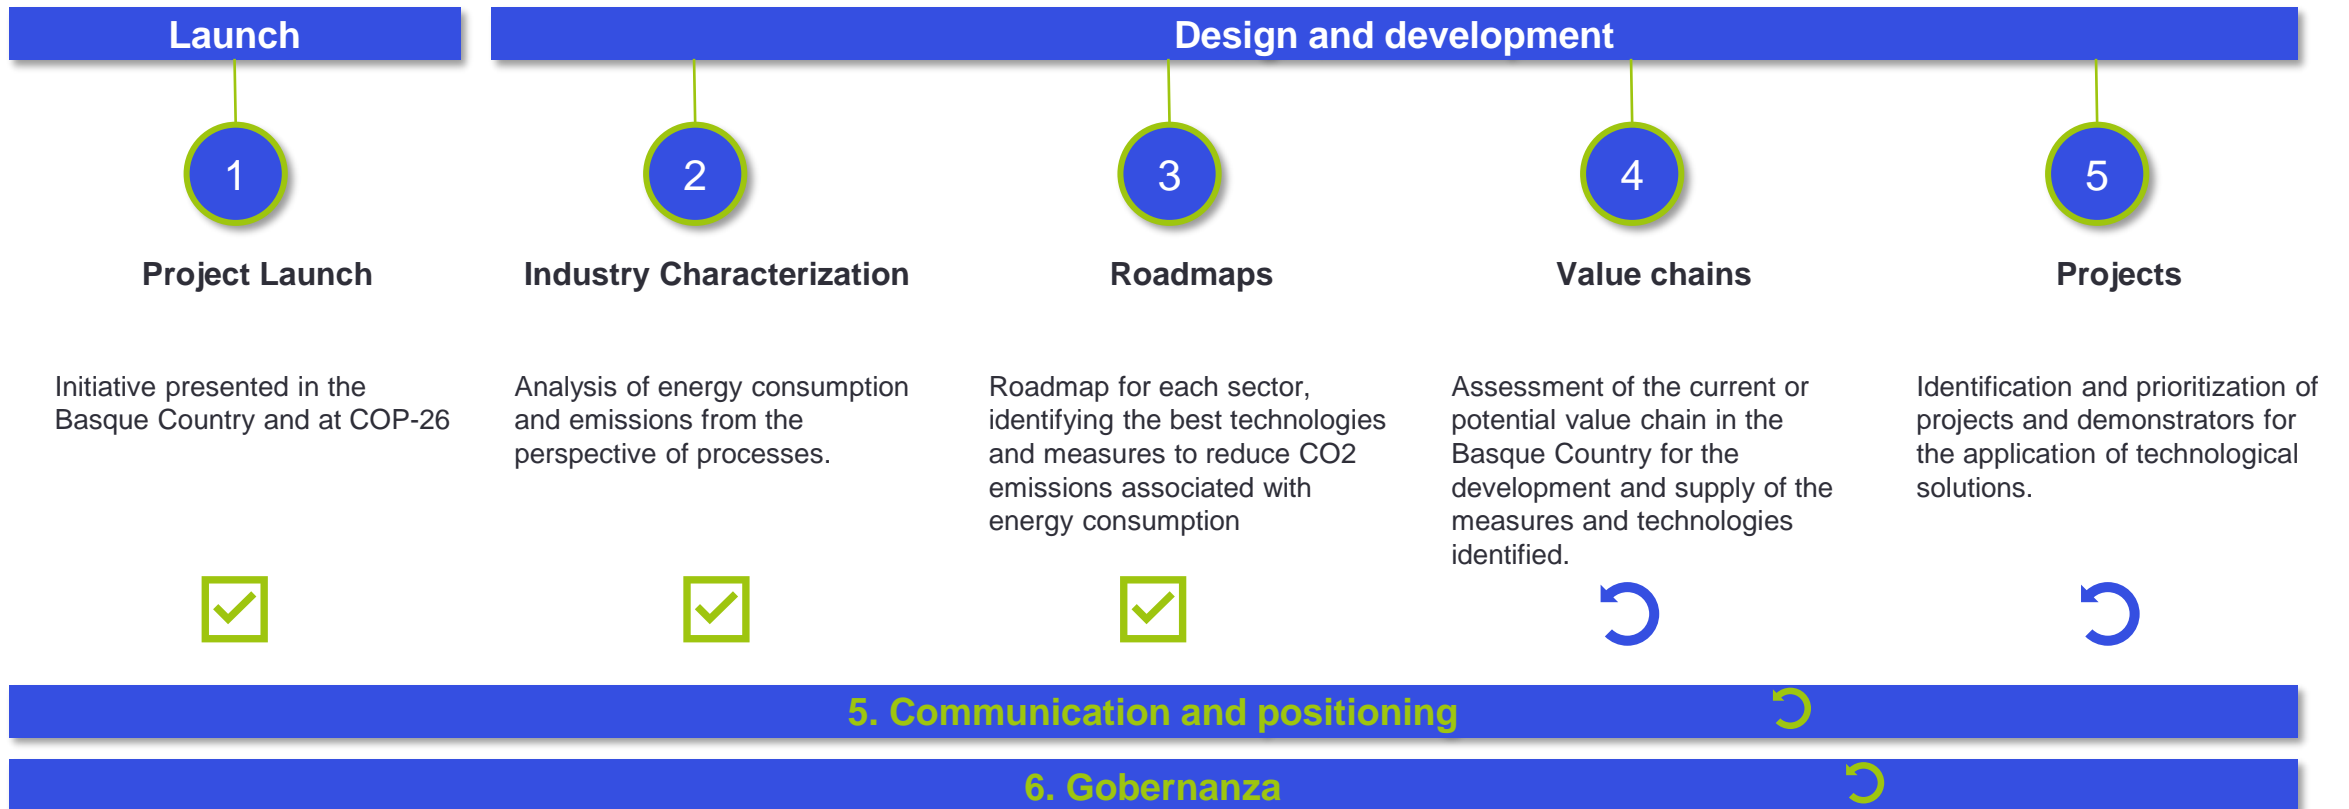 Launch
Design and development
1
2
3
4
5
Project Launch
Industry Characterization
Roadmaps
Value chains
Projects
Initiative presented in the
Basque Country and at COP-26
Analysis of energy consumption
and emissions from the
perspective of processes.
Roadmap for each sector,
identifying the best technologies
and measures to reduce CO2
emissions associated with
energy consumption
Assessment of the current or
potential value chain in the
Basque Country for the
development and supply of the
measures and technologies
identified.
Identification and prioritization of
projects and demonstrators for
the application of technological
solutions.
5. Communication and positioning
6. Gobernanza